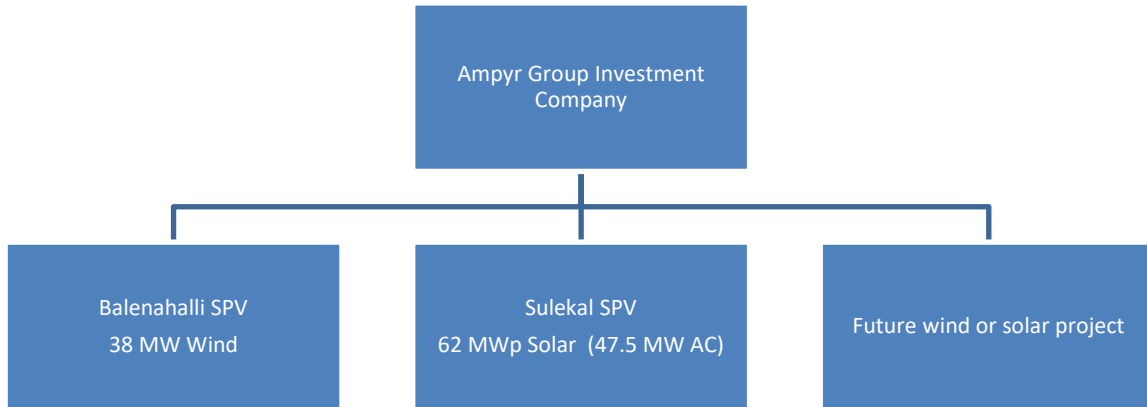 Ampyr Group Investment
Company
Balenahalli SPV
38 MW Wind
Sulekal SPV
62 MWp Solar  (47.5 MW AC)
Future wind or solar project